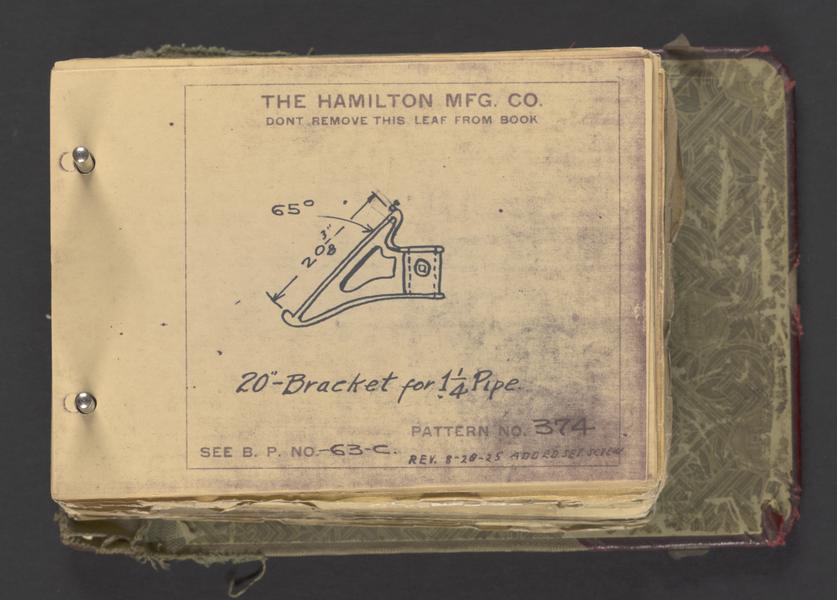 THE HAMILTON MFG. CO.
DONT REMOVE THIS LEAF FROM BOOK
65°
20 3/8"
20"-Bracket for 1 1/4 Pipe.
PATTERN NO. 374
SEE B. P. NO.-63-C.
REV. 8-28-25 ADDED SET SCREW